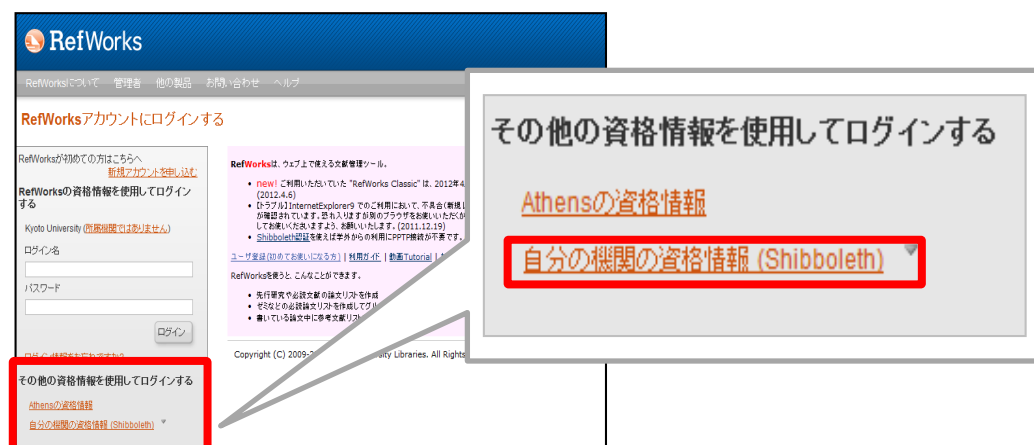 RefWorks
RefWorksについて 管理者 他の製品 お問い合わせ ヘルプ
RefWorksアカウントにログインする
RefWorksが初めての方はこちらへ
新規アカウントを申し込む
RefWorksの資格情報を使用してログイン
する
Kyoto University (所属機関ではありません)
ログイン名
パスワード
ログイン
ログイン情報をお忘れですか?
その他の資格情報を使用してログインする
Athensの資格情報
自分の機関の資格情報 (Shibboleth)
RefWorksは、ウェブ上で使える文献管理ツール。
new! ご利用いただいていた "RefWorks Classic" は、2012年4
(2012.4.6)
[トラブル]InternetExplorer9 でのご利用において、不具合(新規
が確認されています。恐れ入りますが別のブラウザをお使いいただくか
してお使いくださいますよう、お願いいたします。(2011.12.19)
Shibboleth認証を使えば学外からの利用にPPTP接続が不要です。
ユーザ登録(初めてお使いになる方) | 利用ガイド | 動画Tutorial |
RefWorksを使うと、こんなことができます。
先行研究や必読文献の論文リストを作成
ゼミなどの必読論文リストを作成してグル
書いている論文中に参考文献リス
Copyright (C) 2009-2 sity Libraries. All Rights
その他の資格情報を使用してログインする
Athensの資格情報
自分の機関の資格情報 (Shibboleth)